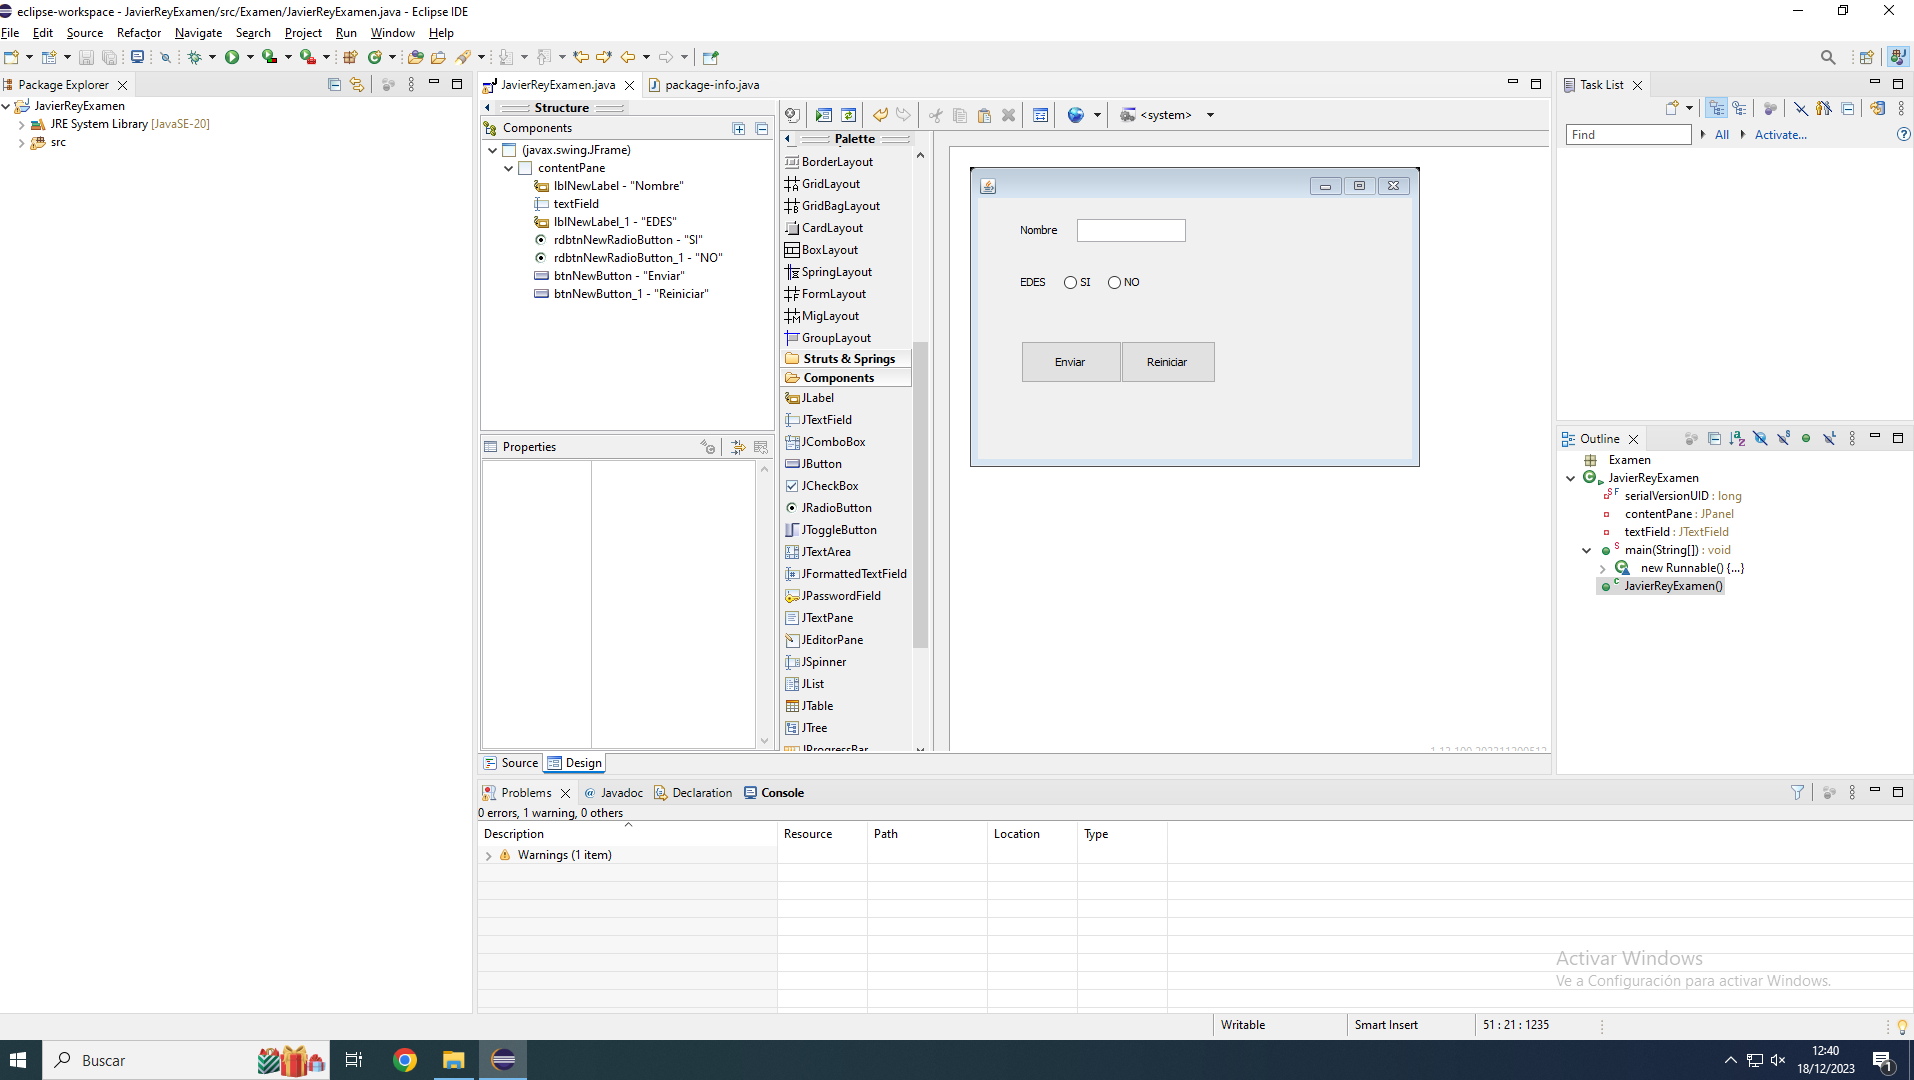 eclipse-workspace - JavierReyExamen/src/Examen/JavierReyExamen.java - Eclipse IDE
File Edit Source Refactor Navigate Search Project Run Window Help
Package Explorer
JavierReyExamen
JRE System Library [JavaSE-20]
src
JavierReyExamen.java
package-info.java
Structure
Components
(javax.swing.JFrame)
contentPane
lblNewLabel - "Nombre"
textField
lblNewLabel_1 - "EDES"
rdbtnNewRadioButton - "SI"
rdbtnNewRadioButton_1 - "NO"
btnNewButton - "Enviar"
btnNewButton_1 - "Reiniciar"
Properties
<system>
Palette
BorderLayout
GridLayout
GridBagLayout
CardLayout
BoxLayout
SpringLayout
FormLayout
MigLayout
GroupLayout
Struts & Springs
Components
JLabel
JTextField
JComboBox
JButton
JCheckBox
JRadioButton
JToggleButton
JTextArea
JFormattedTextField
JPasswordField
JTextPane
JEditorPane
JSpinner
JList
JTable
JTree
JProgressBar
Nombre
EDES SI NO
Enviar Reiniciar
Source Design
Task List
Find All Activate...
Outline
Examen
JavierReyExamen
serialVersionUID : long
contentPane : JPanel
textField : JTextField
main(String[]) : void
new Runnable() {...}
JavierReyExamen()
Problems Javadoc Declaration Console
0 errors, 1 warning, 0 others
Description Resource Path Location Type
Warnings (1 item)
Activar Windows
Ve a Configuración para activar Windows.
Writable Smart Insert 51 : 21 : 1235
Buscar
12:40
18/12/2023
1